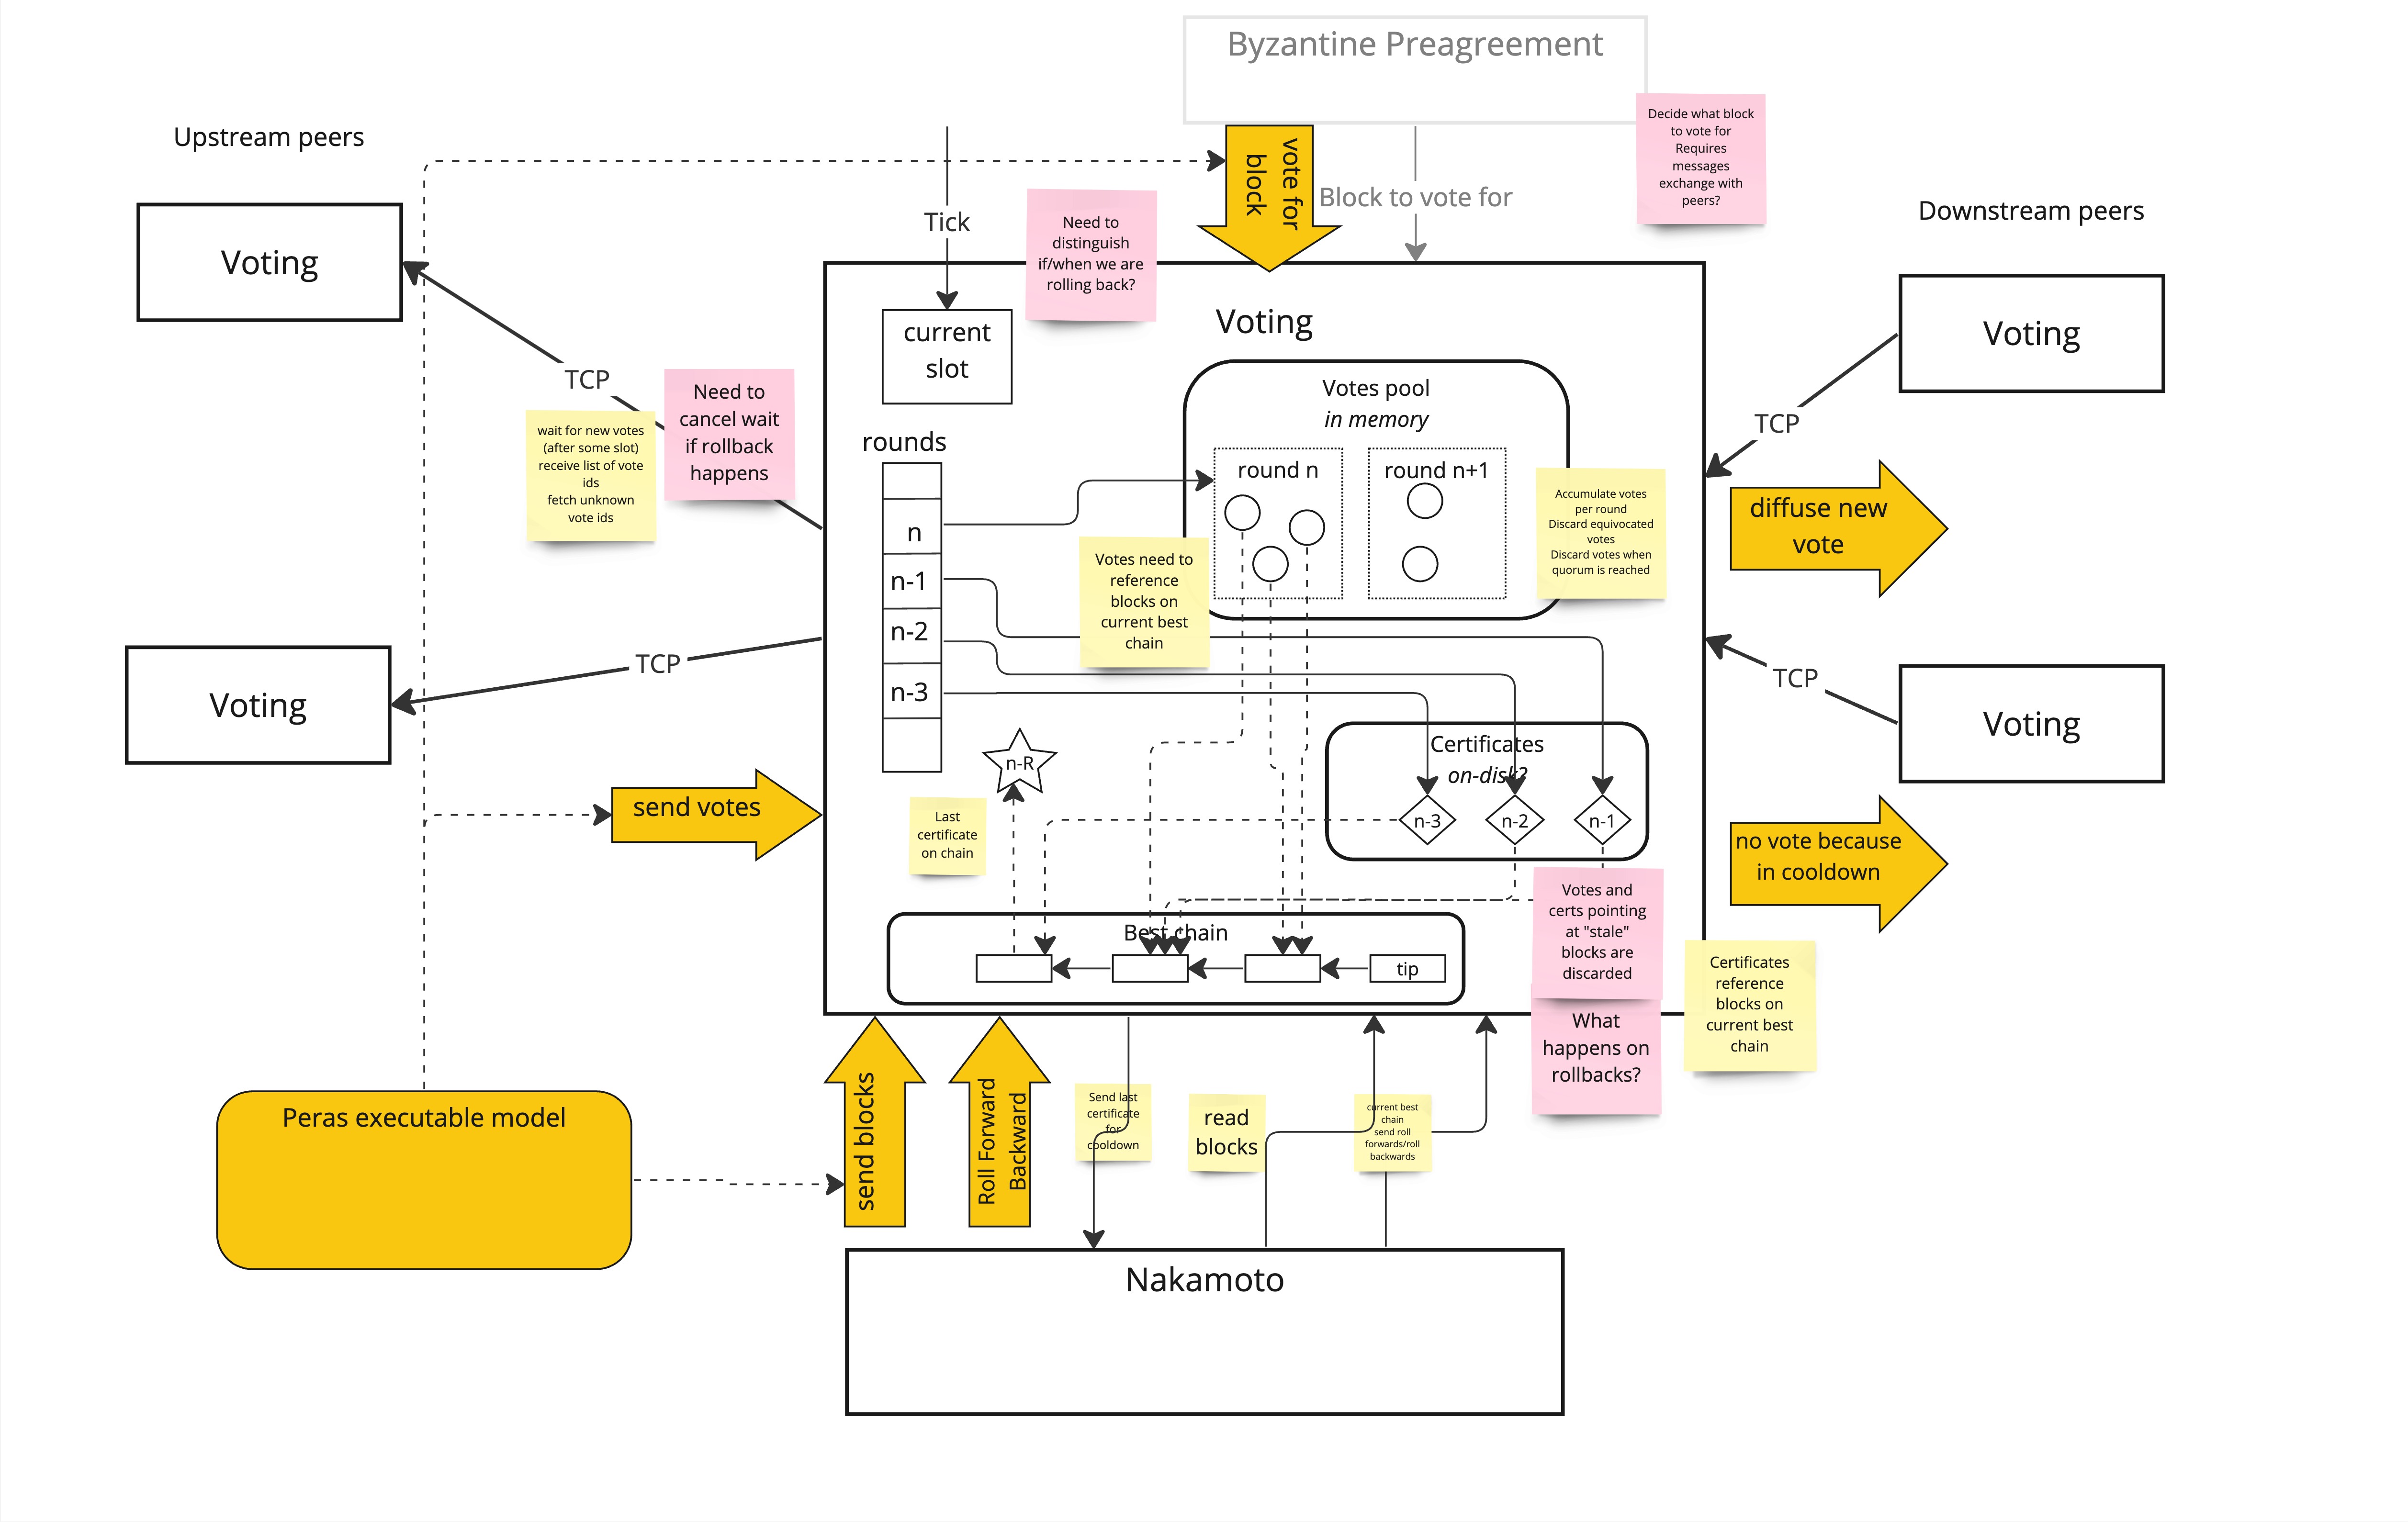 Byzantine Preagreement
Decide what block
to vote for
Requires
messages
exchange with
peers?
Upstream peers
Downstream peers
vote for
block
Block to vote for
Tick
Need to
distinguish
if/when we are
rolling back?
Voting
Voting
Voting
current
slot
TCP
TCP
Votes pool
in memory
Need to
cancel wait
if rollback
happens
wait for new votes
(after some slot)
receive list of vote
ids
fetch unknown
vote ids
rounds
n
n-1
n-2
n-3
round n
round n+1
Accumulate votes
per round
Discard equivocated
votes
Discard votes when
quorum is reached
diffuse new
vote
Votes need to
reference
blocks on
current best
chain
Voting
TCP
TCP
Voting
n-R
Certificates
on-disk?
n-3
n-2
n-1
send votes
Last
certificate
on chain
no vote because
in cooldown
Votes and
certs pointing
at "stale"
blocks are
discarded
Best chain
tip
Certificates
reference
blocks on
current best
chain
What
happens on
rollbacks?
Peras executable model
send blocks
Roll Forward
Backward
Send last
certificate
for
cooldown
read
blocks
current best
chain
send roll
forwards/roll
backwards
Nakamoto